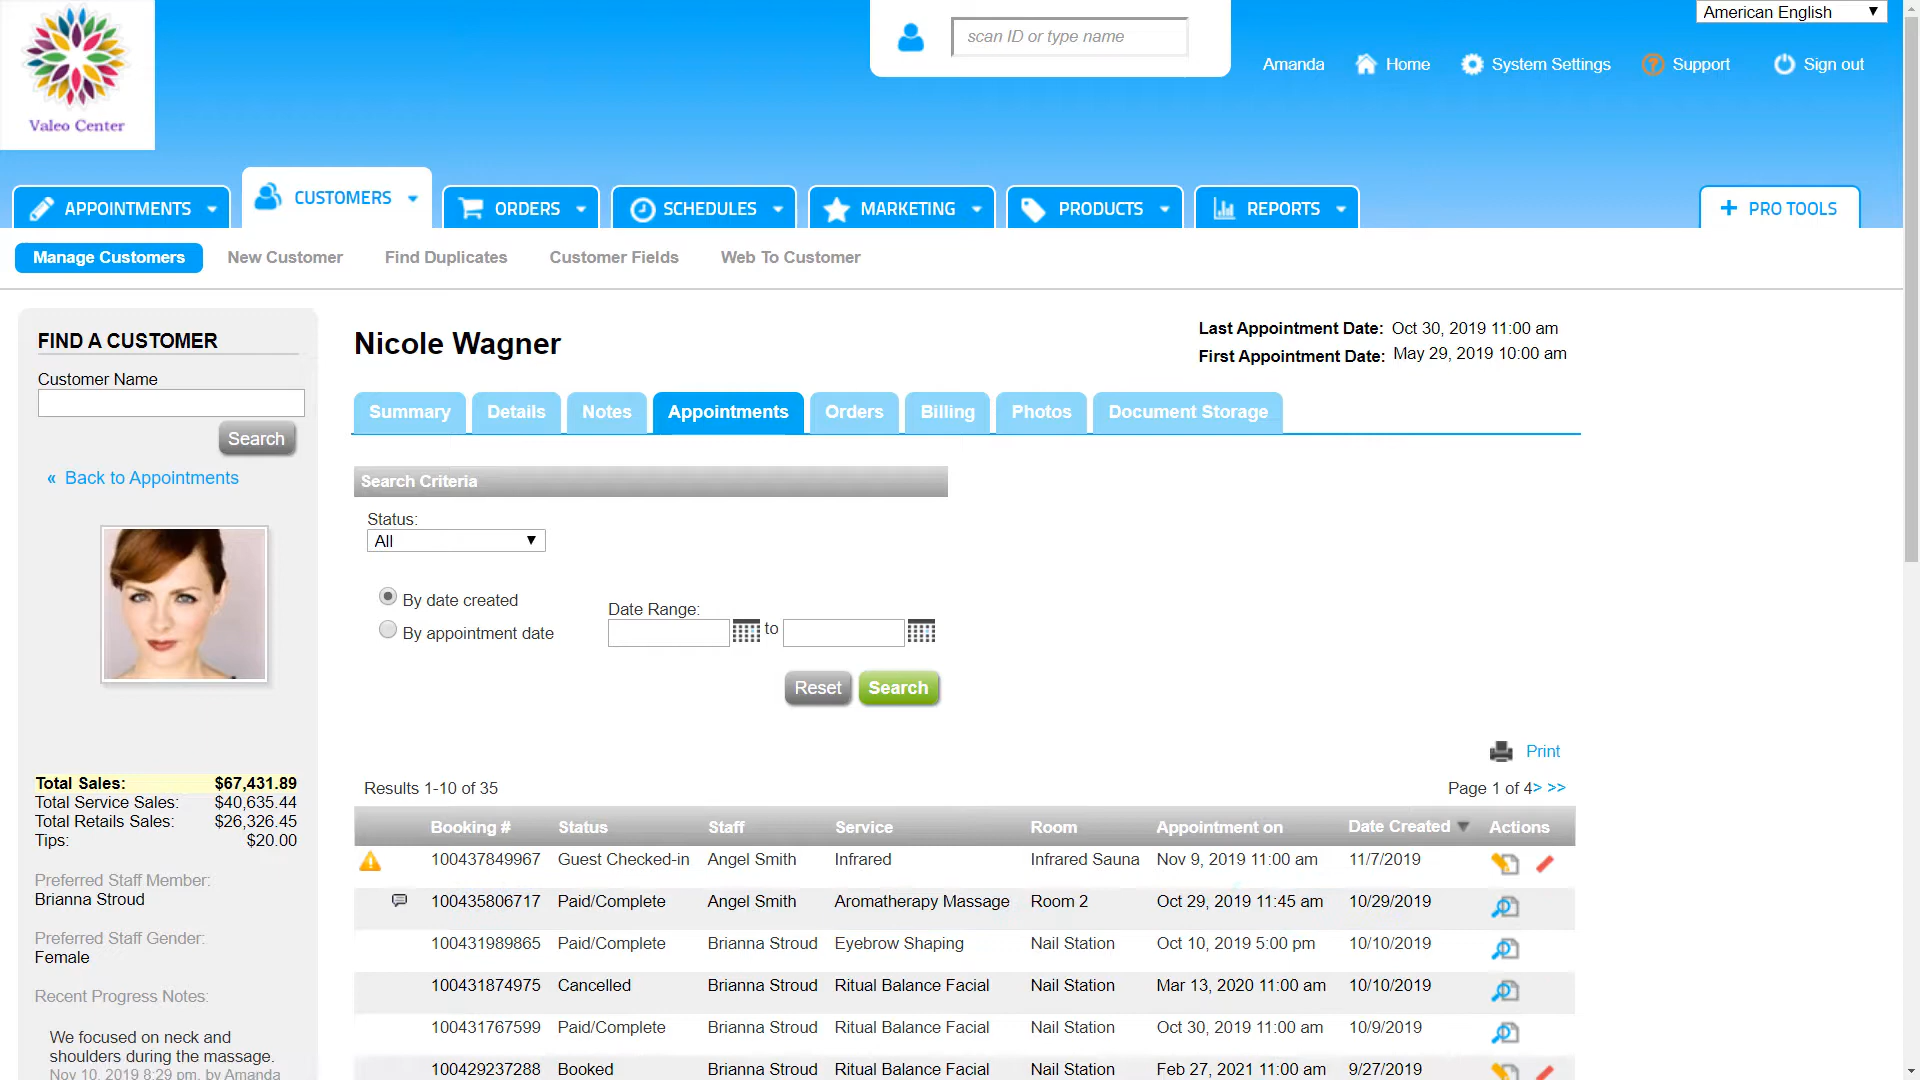 American English
Valeo Center
scan ID or type name
Amanda Home System Settings Support Sign out
APPOINTMENTS CUSTOMERS ORDERS SCHEDULES MARKETING PRODUCTS REPORTS + PRO TOOLS
Manage Customers New Customer Find Duplicates Customer Fields Web To Customer
FIND A CUSTOMER
Customer Name
Search
« Back to Appointments
Total Sales: $67,431.89
Total Service Sales: $40,635.44
Total Retails Sales: $26,326.45
Tips: $20.00
Preferred Staff Member:
Brianna Stroud
Preferred Staff Gender:
Female
Recent Progress Notes:
We focused on neck and
shoulders during the massage.
Nov 10, 2019 8:29 pm, by Amanda
Nicole Wagner
Last Appointment Date: Oct 30, 2019 11:00 am
First Appointment Date: May 29, 2019 10:00 am
Summary Details Notes Appointments Orders Billing Photos Document Storage
Search Criteria
Status:
All
By date created
By appointment date
Date Range:
to
Reset Search
Print
Results 1-10 of 35
Page 1 of 4> >>
Booking # Status Staff Service Room Appointment on Date Created Actions
100437849967 Guest Checked-in Angel Smith Infrared Infrared Sauna Nov 9, 2019 11:00 am 11/7/2019
100435806717 Paid/Complete Angel Smith Aromatherapy Massage Room 2 Oct 29, 2019 11:45 am 10/29/2019
100431989865 Paid/Complete Brianna Stroud Eyebrow Shaping Nail Station Oct 10, 2019 5:00 pm 10/10/2019
100431874975 Cancelled Brianna Stroud Ritual Balance Facial Nail Station Mar 13, 2020 11:00 am 10/10/2019
100431767599 Paid/Complete Brianna Stroud Ritual Balance Facial Nail Station Oct 30, 2019 11:00 am 10/9/2019
100429237288 Booked Brianna Stroud Ritual Balance Facial Nail Station Feb 27, 2021 11:00 am 9/27/2019